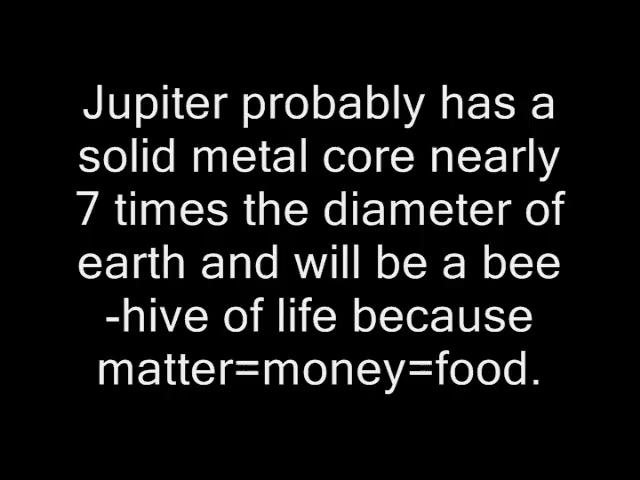 Jupiter probably has a
solid metal core nearly
7 times the diameter of
earth and will be a bee
-hive of life because
matter=money=food.